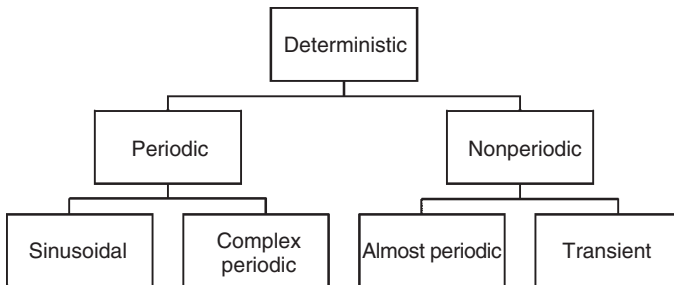 Deterministic
Periodic
Nonperiodic
Sinusoidal
Complex
periodic
Almost periodic
Transient